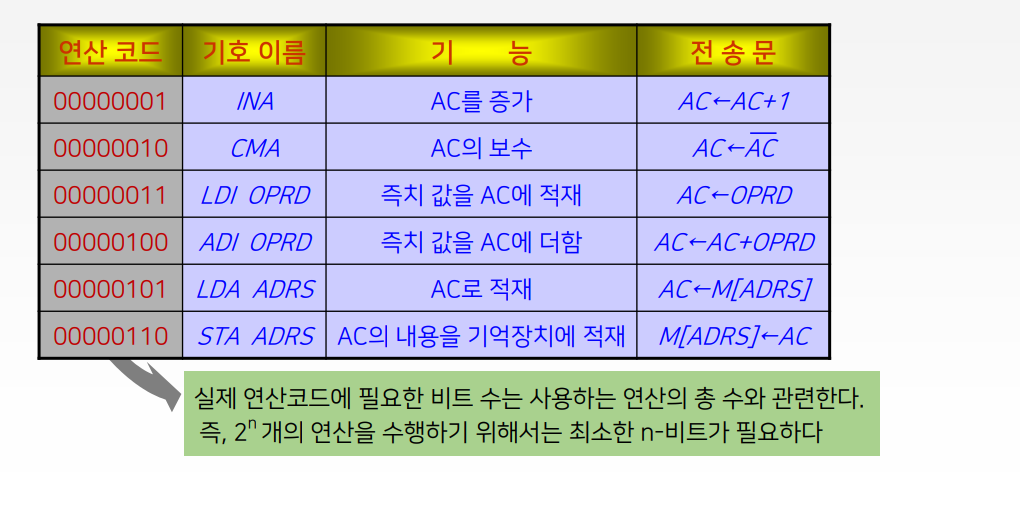 연산 코드 기호 이름 기 능 전 송 문
00000001 INA AC를 증가 AC←AC+1
00000010 CMA AC의 보수 AC←A̅C̅
00000011 LDI OPRD 즉치 값을 AC에 적재 AC←OPRD
00000100 ADI OPRD 즉치 값을 AC에 더함 AC←AC+OPRD
00000101 LDA ADRS AC로 적재 AC←M[ADRS]
00000110 STA ADRS AC의 내용을 기억장치에 적재 M[ADRS]←AC
실제 연산코드에 필요한 비트 수는 사용하는 연산의 총 수와 관련한다.
즉, 2ⁿ 개의 연산을 수행하기 위해서는 최소한 n-비트가 필요하다